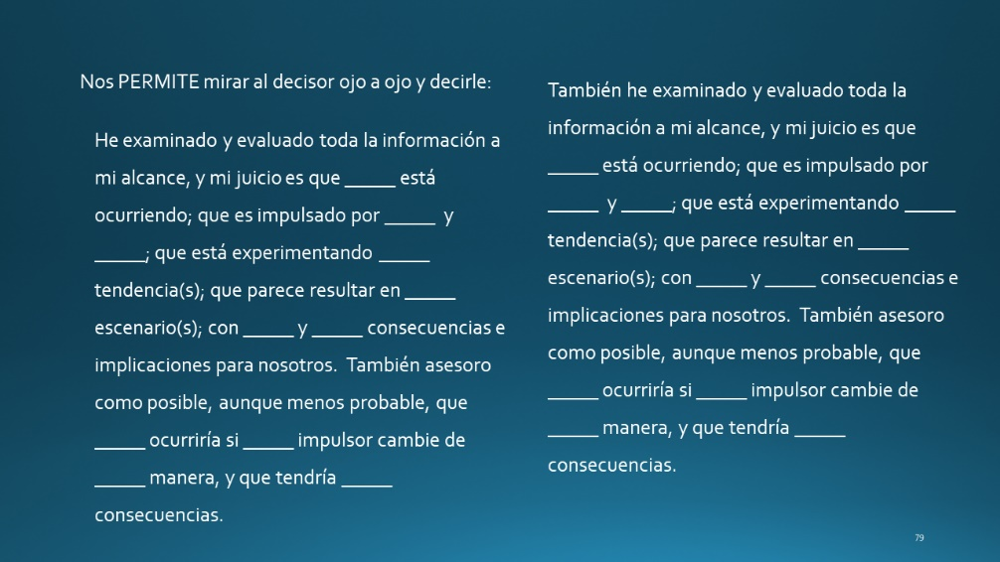 Nos PERMITE mirar al decisor ojo a ojo y decirle:
He examinado y evaluado toda la información a
mi alcance, y mi juicio es que _____ está
ocurriendo; que es impulsado por _____ y
_____; que está experimentando _____
tendencia(s); que parece resultar en _____
escenario(s); con _____ y _____ consecuencias e
implicaciones para nosotros. También asesoro
como posible, aunque menos probable, que
_____ ocurriría si _____ impulsor cambie de
_____ manera, y que tendría _____
consecuencias.
También he examinado y evaluado toda la
información a mi alcance, y mi juicio es que
_____ está ocurriendo; que es impulsado por
_____ y _____; que está experimentando _____
tendencia(s); que parece resultar en _____
escenario(s); con _____ y _____ consecuencias e
implicaciones para nosotros. También asesoro
como posible, aunque menos probable, que
_____ ocurriría si _____ impulsor cambie de
_____ manera, y que tendría _____
consecuencias.
79